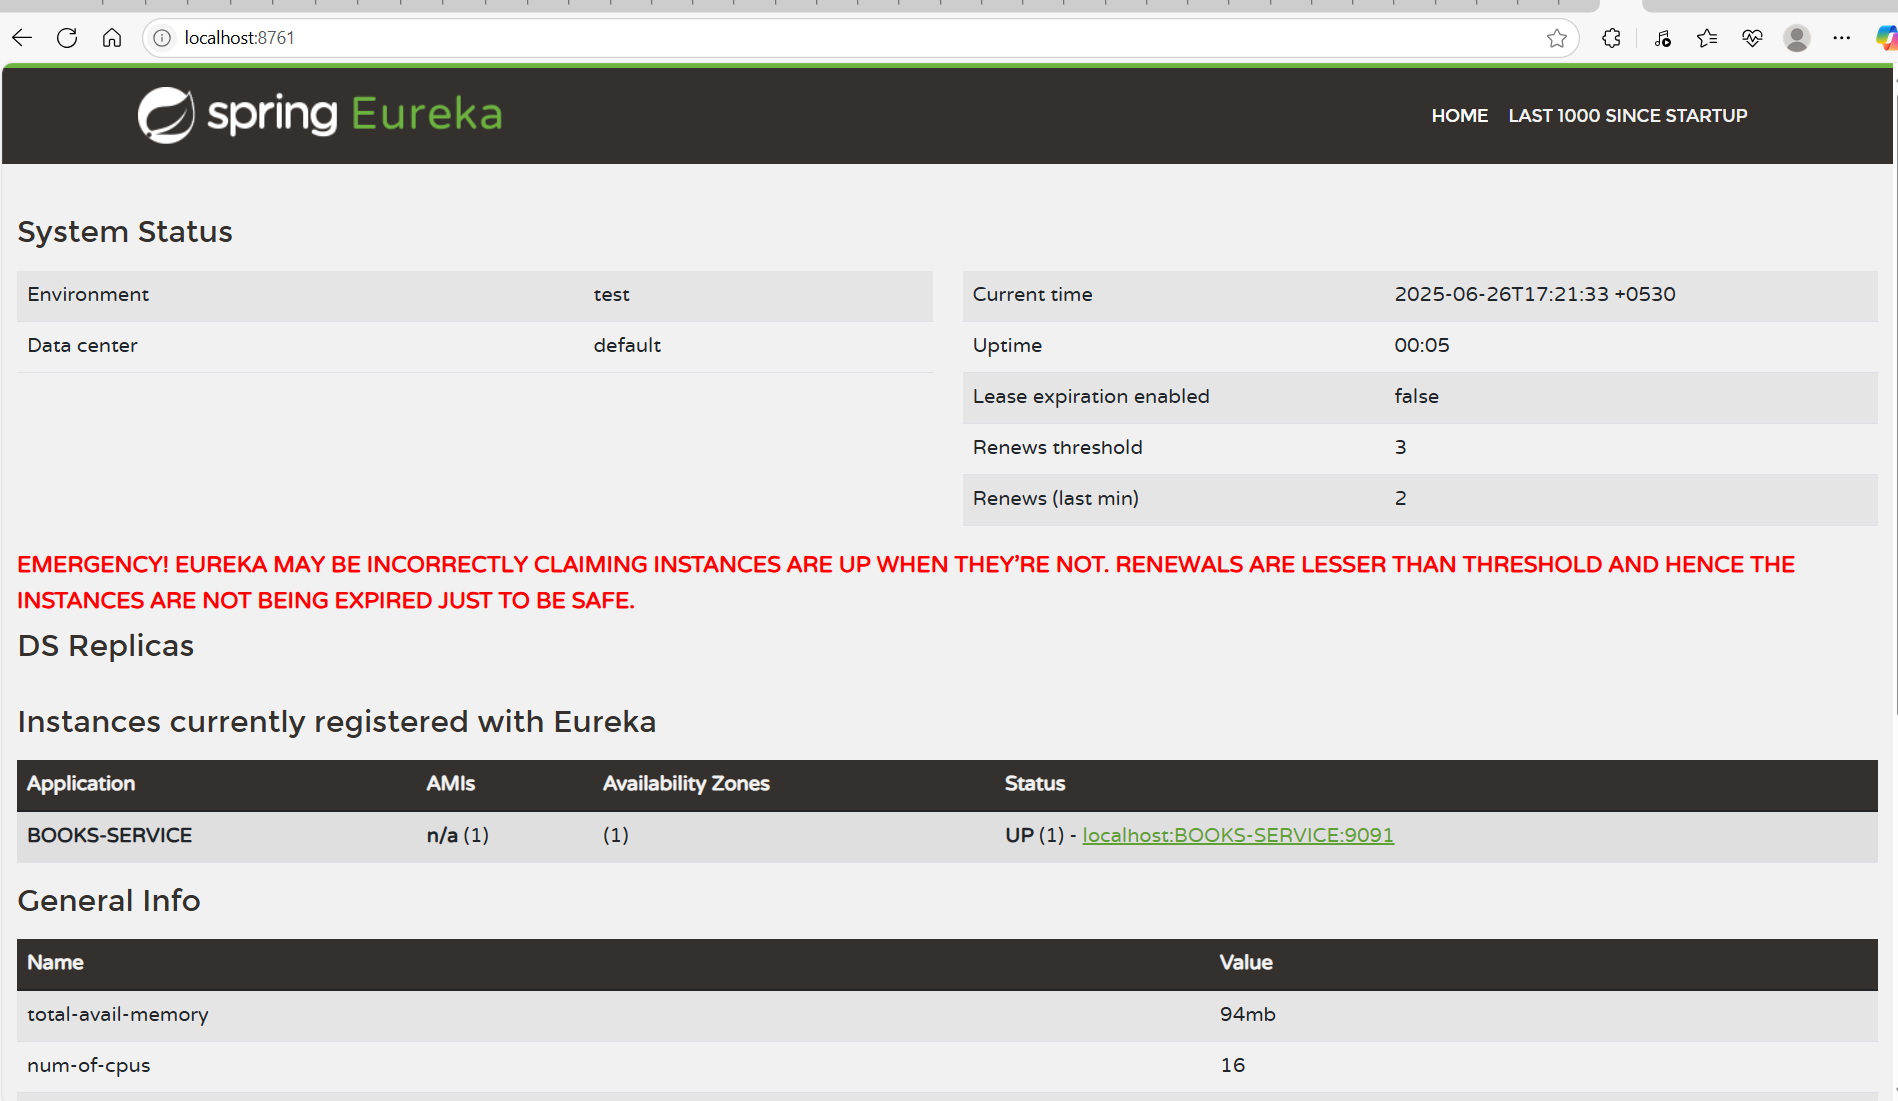 localhost:8761
spring Eureka
HOME LAST 1000 SINCE STARTUP
System Status
Environment test
Data center default
Current time 2025-06-26T17:21:33 +0530
Uptime 00:05
Lease expiration enabled false
Renews threshold 3
Renews (last min) 2
EMERGENCY! EUREKA MAY BE INCORRECTLY CLAIMING INSTANCES ARE UP WHEN THEY’RE NOT. RENEWALS ARE LESSER THAN THRESHOLD AND HENCE THE
INSTANCES ARE NOT BEING EXPIRED JUST TO BE SAFE.
DS Replicas
Instances currently registered with Eureka
Application AMIs Availability Zones Status
BOOKS-SERVICE n/a (1) (1) UP (1) - localhost:BOOKS-SERVICE:9091
General Info
Name Value
total-avail-memory 94mb
num-of-cpus 16